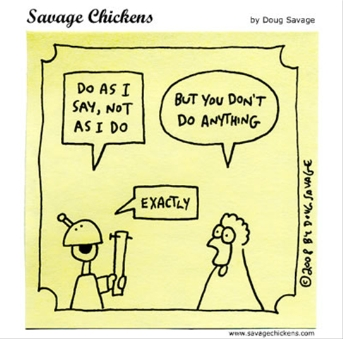 Savage Chickens
by Doug Savage
DO AS I
SAY, NOT
AS I DO
BUT YOU DON'T
DO ANYTHING
EXACTLY
©2008 BY DOUG SAVAGE
www.savagechickens.com